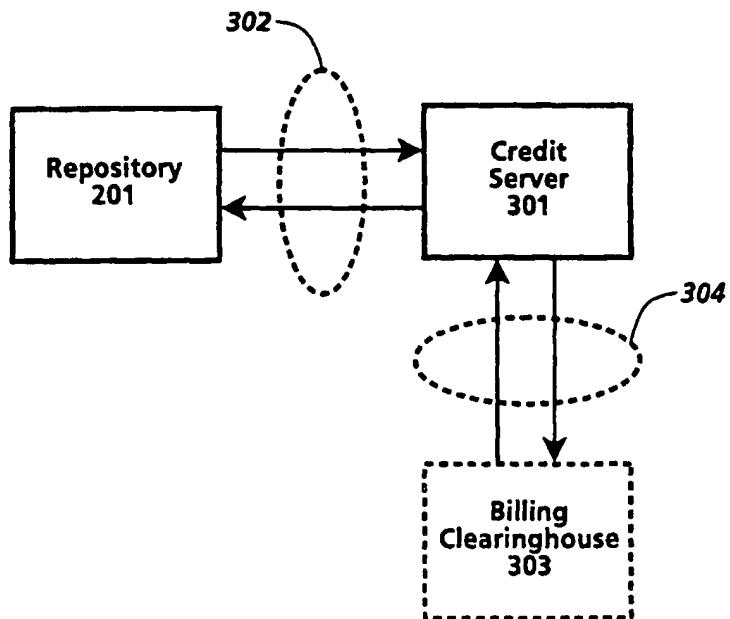 302
Repository
201
Credit
Server
301
304
Billing
Clearinghouse
303